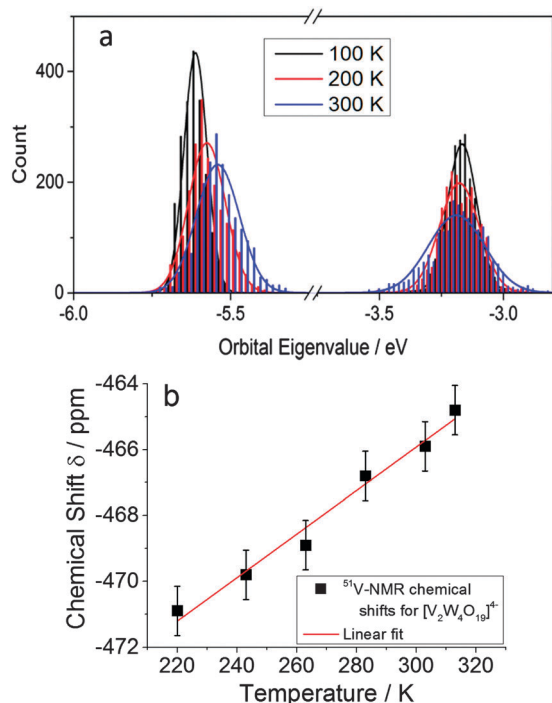 a
100 K
200 K
300 K
Count
400
200
0
-6.0
-5.5
-3.5
-3.0
Orbital Eigenvalue / eV
b
Chemical Shift δ / ppm
-464
-466
-468
-470
-472
⁵¹V-NMR chemical
shifts for [V₂W₄O₁₉]⁴⁻
Linear fit
220
240
260
280
300
320
Temperature / K